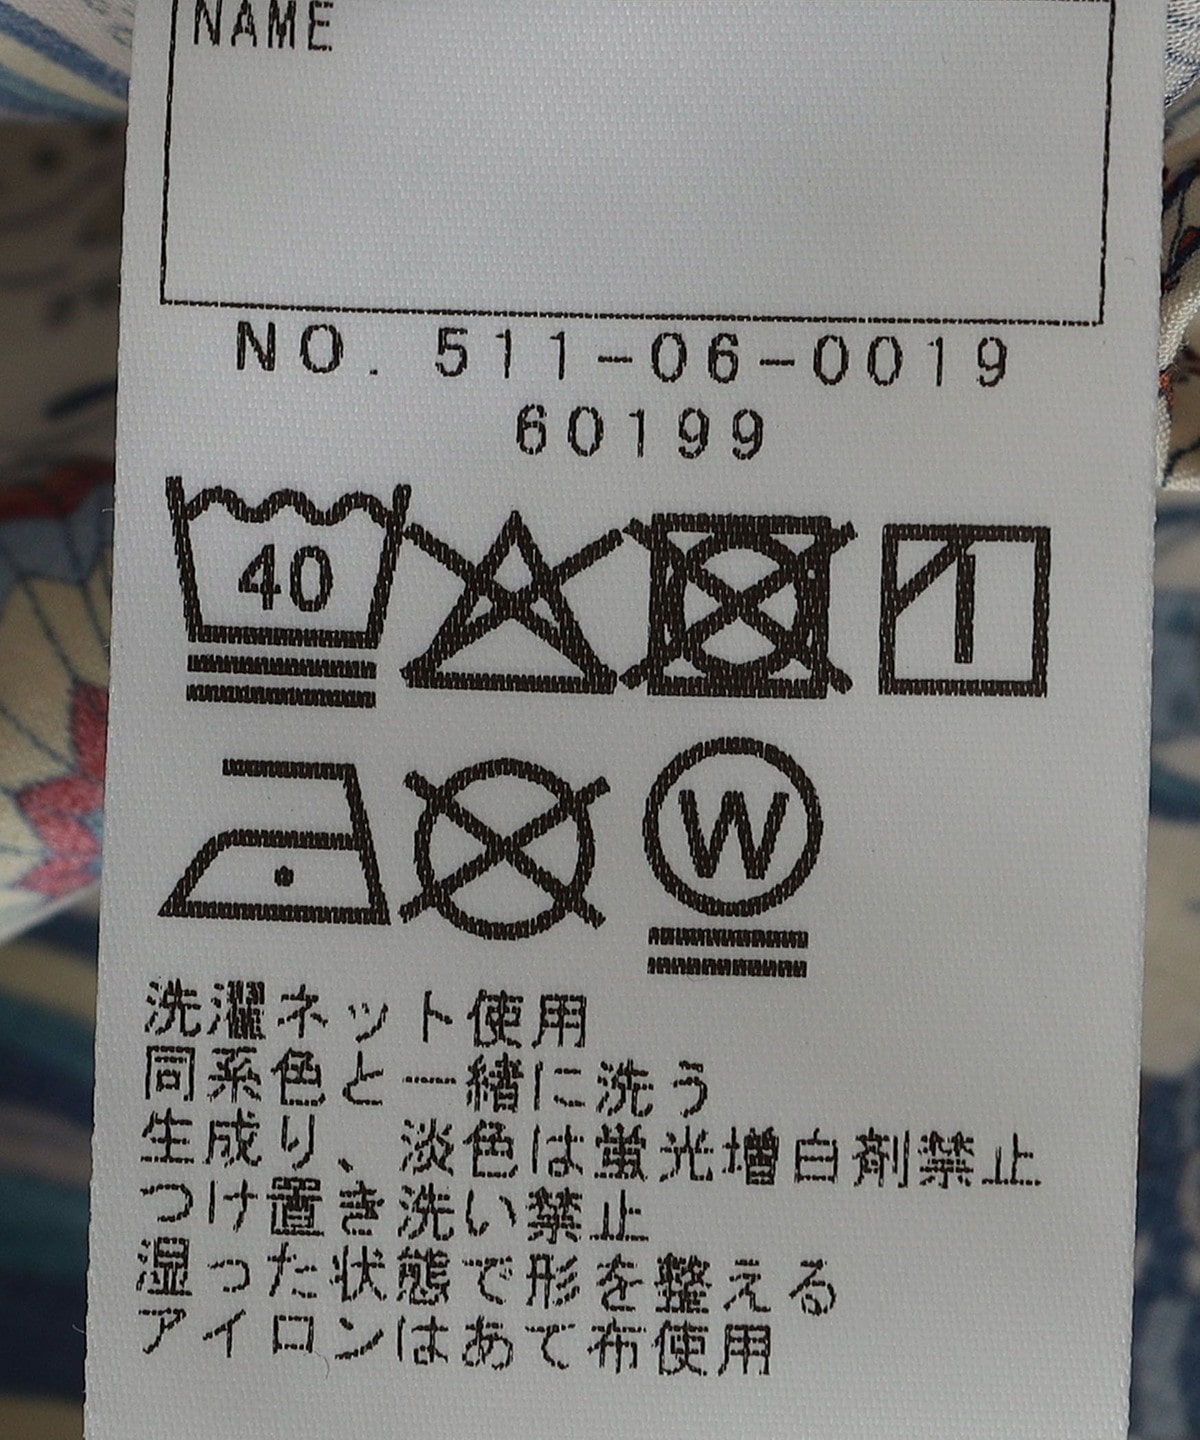 NAME
NO. 511-06-0019
60199
40
W
洗濯ネット使用
同系色と一緒に洗う
生成り、淡色は蛍光増白剤禁止
つけ置き洗い禁止
湿った状態で形を整える
アイロンはあて布使用